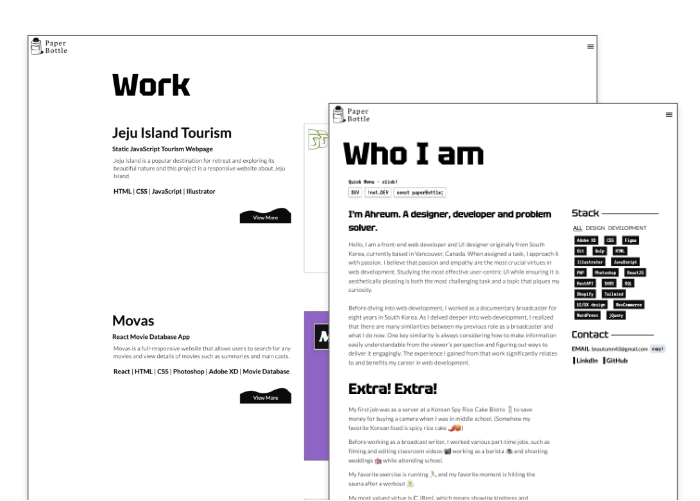 Paper
Bottle
Work
Jeju Island Tourism
Static JavaScript Tourism Webpage
Jeju Island is a popular destination for retreat and exploring its
beautiful nature and this project is a responsive website about Jeju
Island.
HTML | CSS | JavaScript | Illustrator
View More
Movas
React Movie Database App
Movas is a full-responsive website that allows users to search for any
movies and view details of movies such as summaries and main casts.
React | HTML | CSS | Photoshop | Adobe XD | Movie Database
View More
Paper
Bottle
Who I am
Quick Menu - click!
DEV
!not.DEV
const paperBottle;
I'm Ahreum. A designer, developer and problem
solver.
Hello, I am a front-end web developer and UI designer originally from South
Korea, currently based in Vancouver, Canada. When assigned a task, I approach it
with passion. I believe that passion and empathy are the most crucial virtues in
web development. Studying the most effective user-centric UI while ensuring it is
aesthetically pleasing is both the most challenging task and a topic that piques my
curiosity.
Before diving into web development, I worked as a documentary broadcaster for
eight years in South Korea. As I delved deeper into web development, I realized
that there are many similarities between my previous role as a broadcaster and
what I do now. One key similarity is always considering how to make information
easily understandable from the viewer's perspective and figuring out ways to
deliver it engagingly. The experience I gained from that work significantly relates
to and benefits my career in web development.
Extra! Extra!
My first job was as a server at a Korean Spy Rice Cake Bistro to save
money for buying a camera when I was in middle school. (Somehow my
favorite Korean food is spicy rice cake
Before working as a broadcast writer, I worked various part-time jobs, such as
filming and editing classroom videos working as a barista and shooting
weddings while attending school.
My favorite exercise is running , and my favorite moment is hitting the
sauna after a workout .
My most valued virtue is (Ren), which means showing kindness and
Stack
ALL DESIGN DEVELOPMENT
Adobe XD CSS Figma
Git Gulp HTML
Illustrator JavaScript
PHP Photoshop ReactJS
RestAPI SASS SQL
Shopify Tailwind
UI/UX design WooCommerce
WordPress jQuery
Contact
EMAIL beautumn43@gmail.com copy!
LinkdIn GitHub